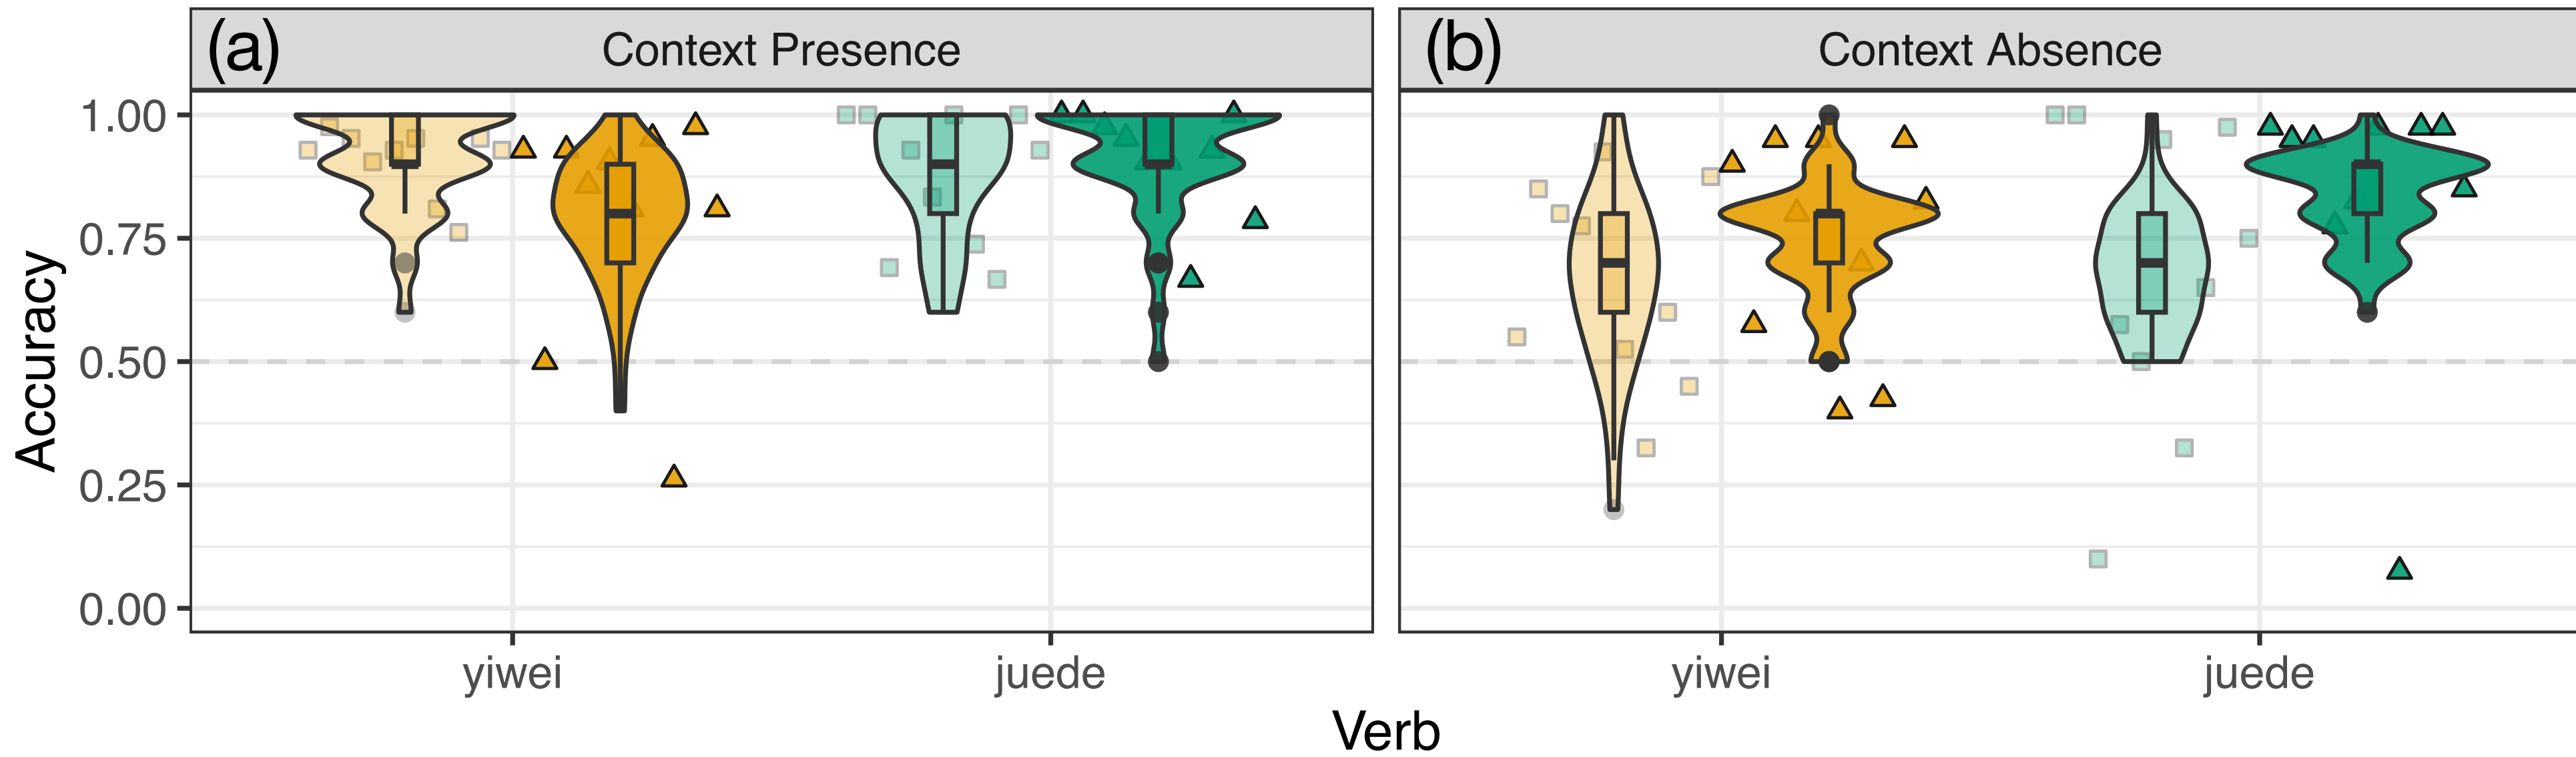 (a) Context Presence
(b) Context Absence
Accuracy
1.00
0.75
0.50
0.25
0.00
yiwei juede
yiwei juede
Verb